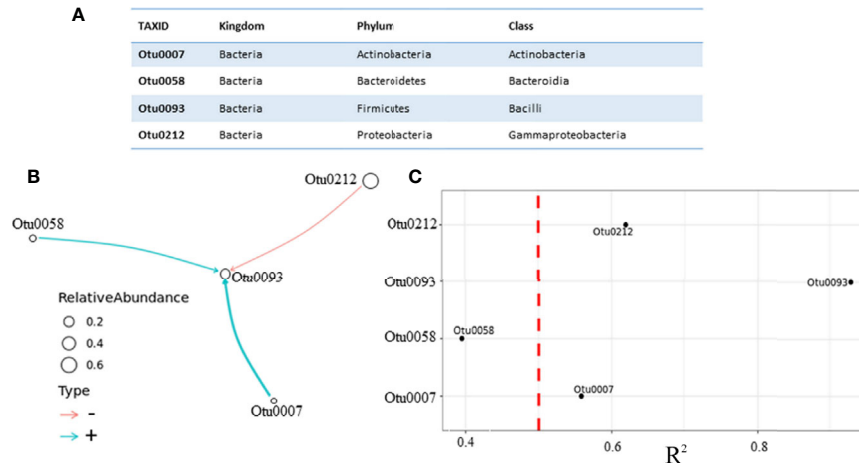 A
TAXID Kingdom Phylum Class
Otu0007 Bacteria Actinobacteria Actinobacteria
Otu0058 Bacteria Bacteroidetes Bacteroidia
Otu0093 Bacteria Firmicutes Bacilli
Otu0212 Bacteria Proteobacteria Gammaproteobacteria
B
Otu0212
Otu0058
Otu0093
RelativeAbundance
0.2
0.4
0.6
Type
-
+
Otu0007
C
Otu0212
Otu0212
Otu0093
Otu0093
Otu0058
Otu0058
Otu0007
Otu0007
0.4 0.6 0.8
R²